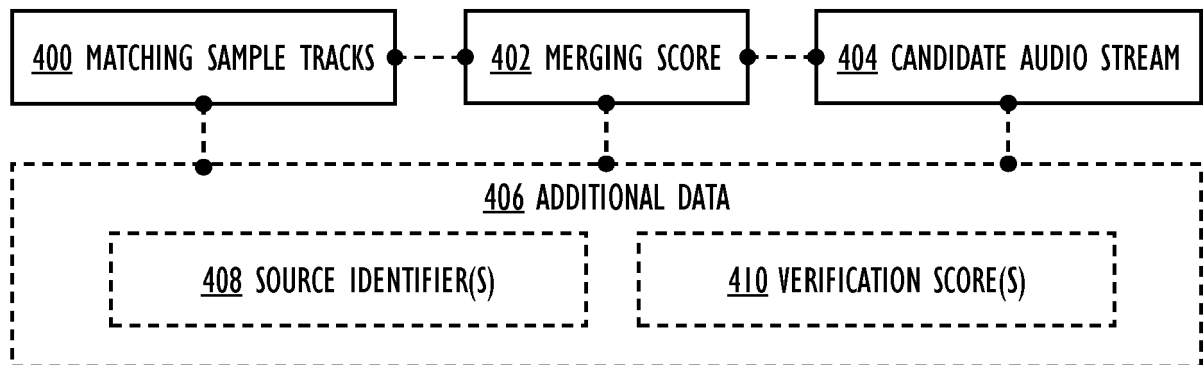 400 MATCHING SAMPLE TRACKS
402 MERGING SCORE
404 CANDIDATE AUDIO STREAM
406 ADDITIONAL DATA
408 SOURCE IDENTIFIER(S)
410 VERIFICATION SCORE(S)